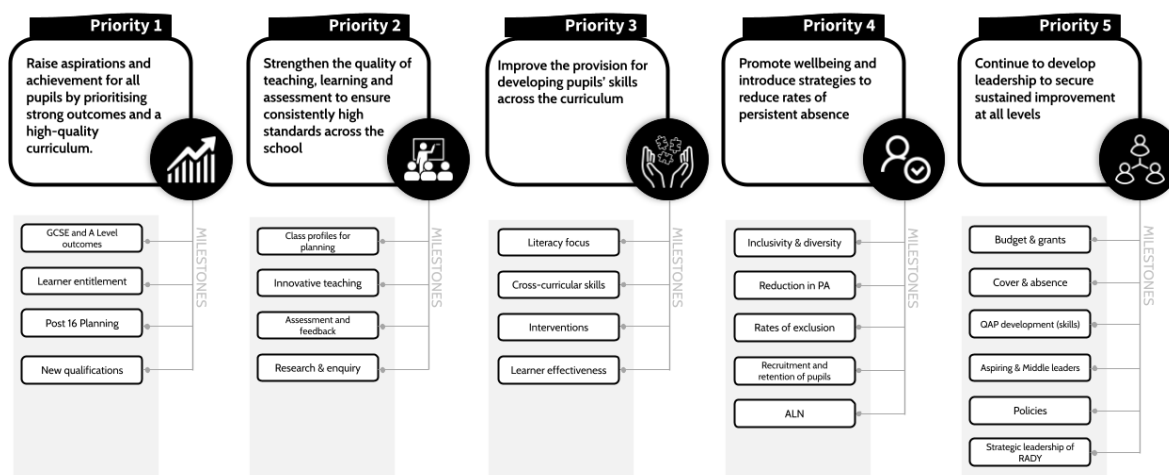 Priority 1
Raise aspirations and
achievement for all
pupils by prioritising
strong outcomes and a
high-quality
curriculum.
MILESTONES
GCSE and A Level
outcomes
Learner entitlement
Post 16 Planning
New qualifications
Priority 2
Strengthen the quality of
teaching, learning and
assessment to ensure
consistently high
standards across the
school
MILESTONES
Class profiles for
planning
Innovative teaching
Assessment and
feedback
Research & enquiry
Priority 3
Improve the provision for
developing pupils' skills
across the curriculum
MILESTONES
Literacy focus
Cross-curricular skills
Interventions
Learner effectiveness
Priority 4
Promote wellbeing and
introduce strategies to
reduce rates of
persistent absence
MILESTONES
Inclusivity & diversity
Reduction in PA
Rates of exclusion
Recruitment and
retention of pupils
ALN
Priority 5
Continue to develop
leadership to secure
sustained improvement
at all levels
MILESTONES
Budget & grants
Cover & absence
QAP development (skills)
Aspiring & Middle leaders
Policies
Strategic leadership of
RADY